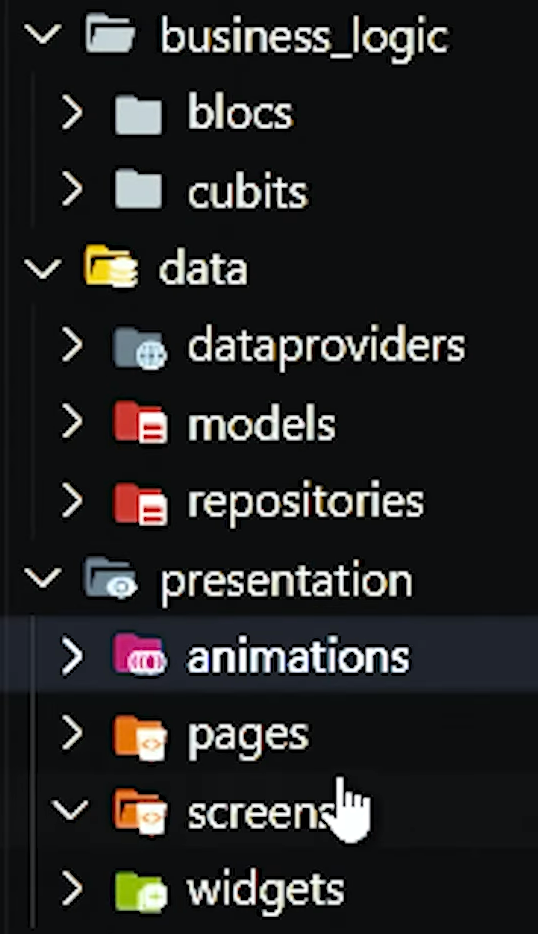 business_logic
blocs
cubits
data
dataproviders
models
repositories
presentation
animations
pages
screens
widgets